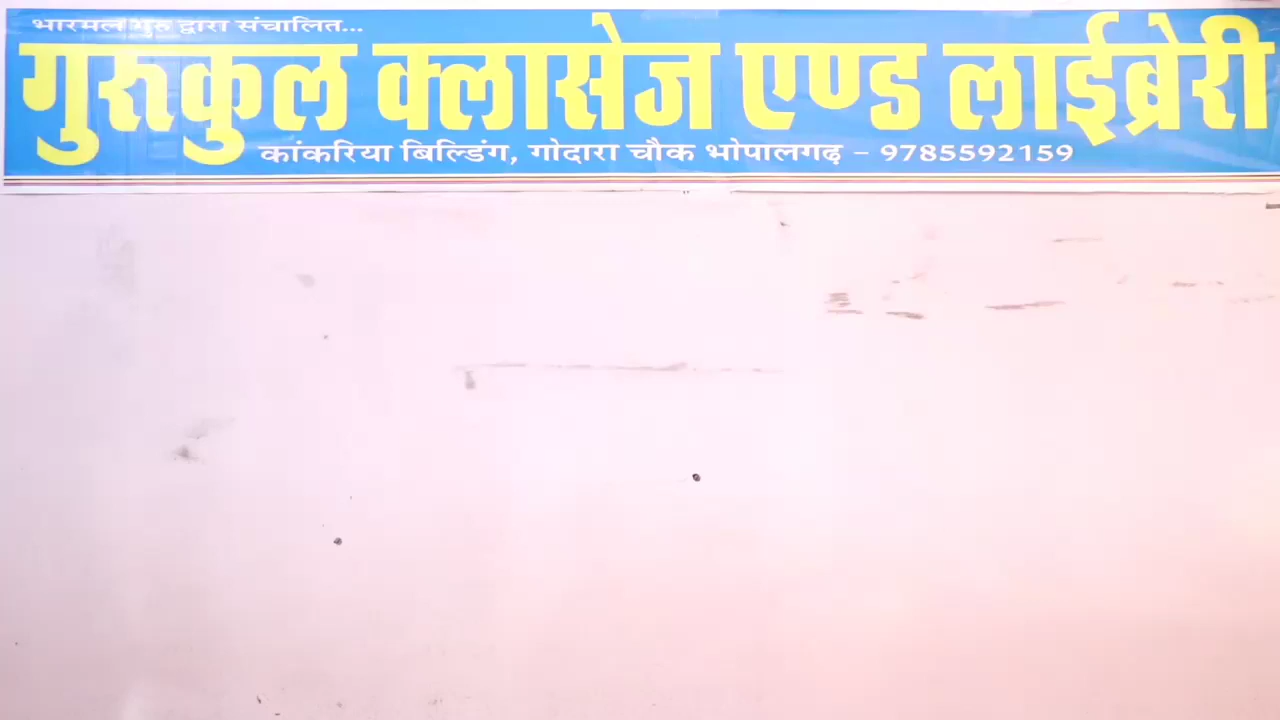 भारमल गुरु द्वारा संचालित...
गुरुकुल क्लासेज एण्ड लाईब्रेरी
कांकरिया बिल्डिंग, गोदारा चौक भोपालगढ़ - 9785592159